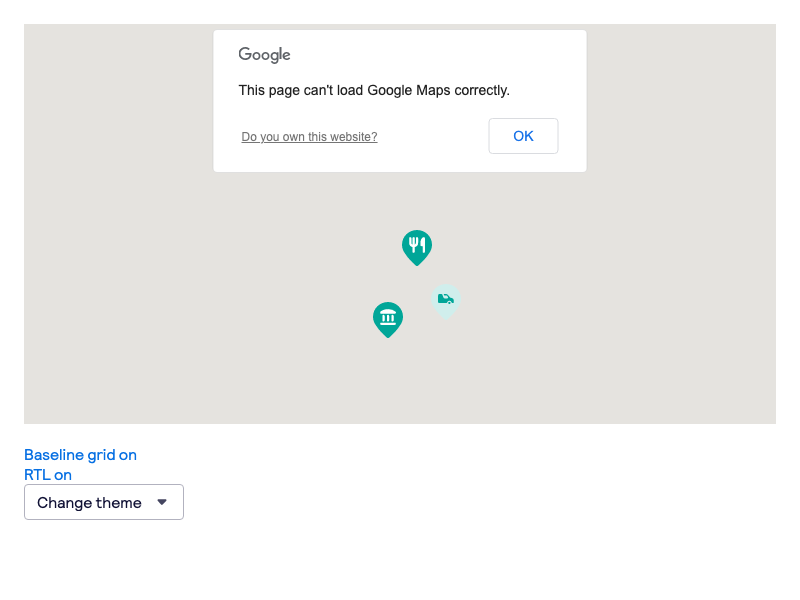 Google
This page can't load Google Maps correctly.
Do you own this website?
OK
Baseline grid on
RTL on
Change theme